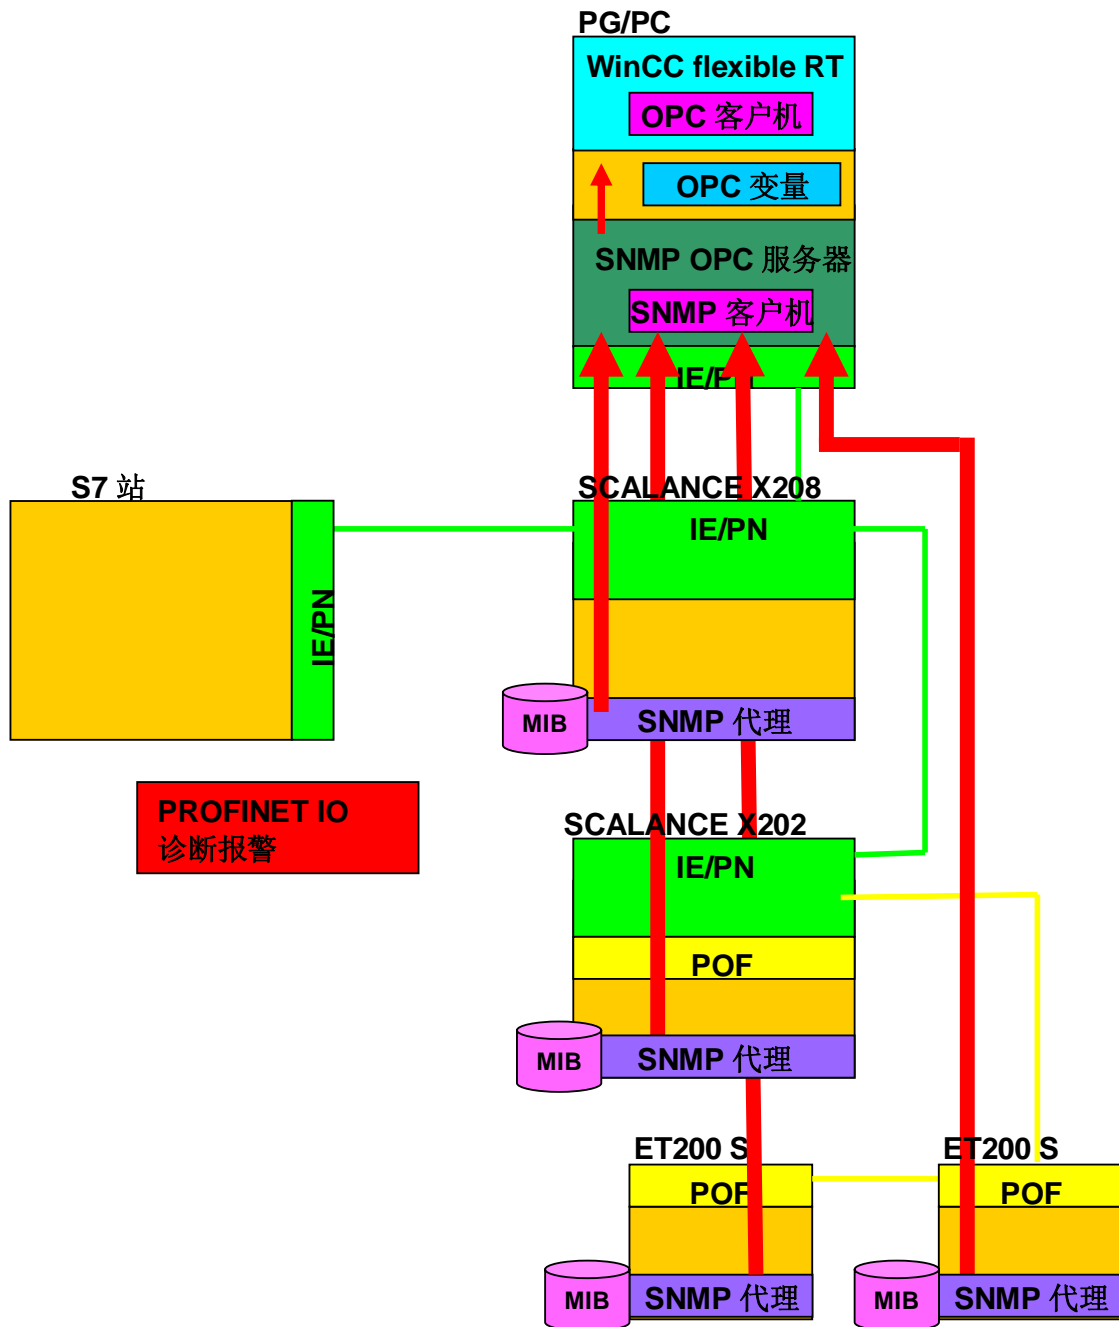 PG/PC
WinCC flexible RT
OPC 客户机
OPC 变量
SNMP OPC 服务器
SNMP 客户机
IE/PN
S7 站
IE/PN
SCALANCE X208
IE/PN
MIB
SNMP 代理
PROFINET IO
诊断报警
SCALANCE X202
IE/PN
POF
MIB
SNMP 代理
ET200 S
POF
MIB
SNMP 代理
ET200 S
POF
MIB
SNMP 代理